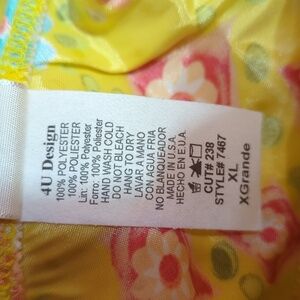 4U Design
100% POLYESTER
100% POLIESTER
Lin: 100% Polyester
Forro: 100% Poliester
HAND WASH COLD
DO NOT BLEACH
HANG TO DRY
LAVAR A MANO
CON AGUA FRIA
NO BLANQUEADOR
MADE IN U.S.A.
HECHO EN E.U.A.
CUT# 238
STYLE# 7467
XL
XGrande